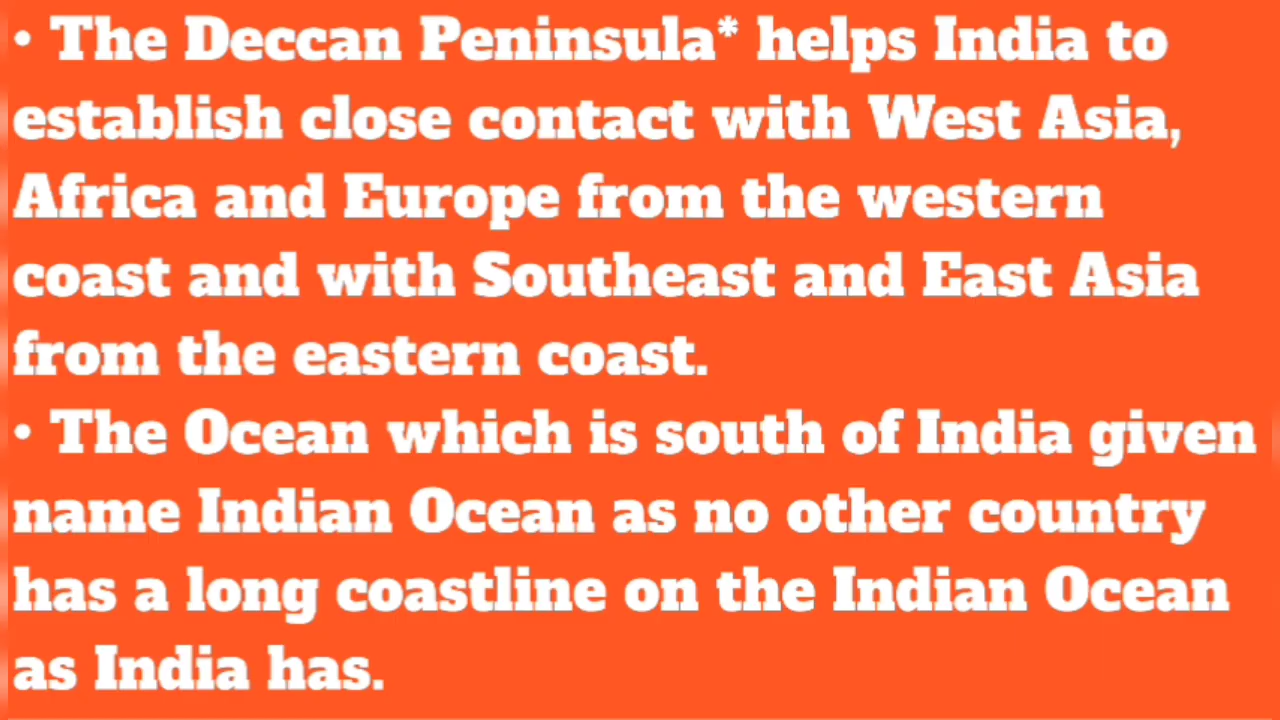 • The Deccan Peninsula* helps India to
establish close contact with West Asia,
Africa and Europe from the western
coast and with Southeast and East Asia
from the eastern coast.
• The Ocean which is south of India given
name Indian Ocean as no other country
has a long coastline on the Indian Ocean
as India has.